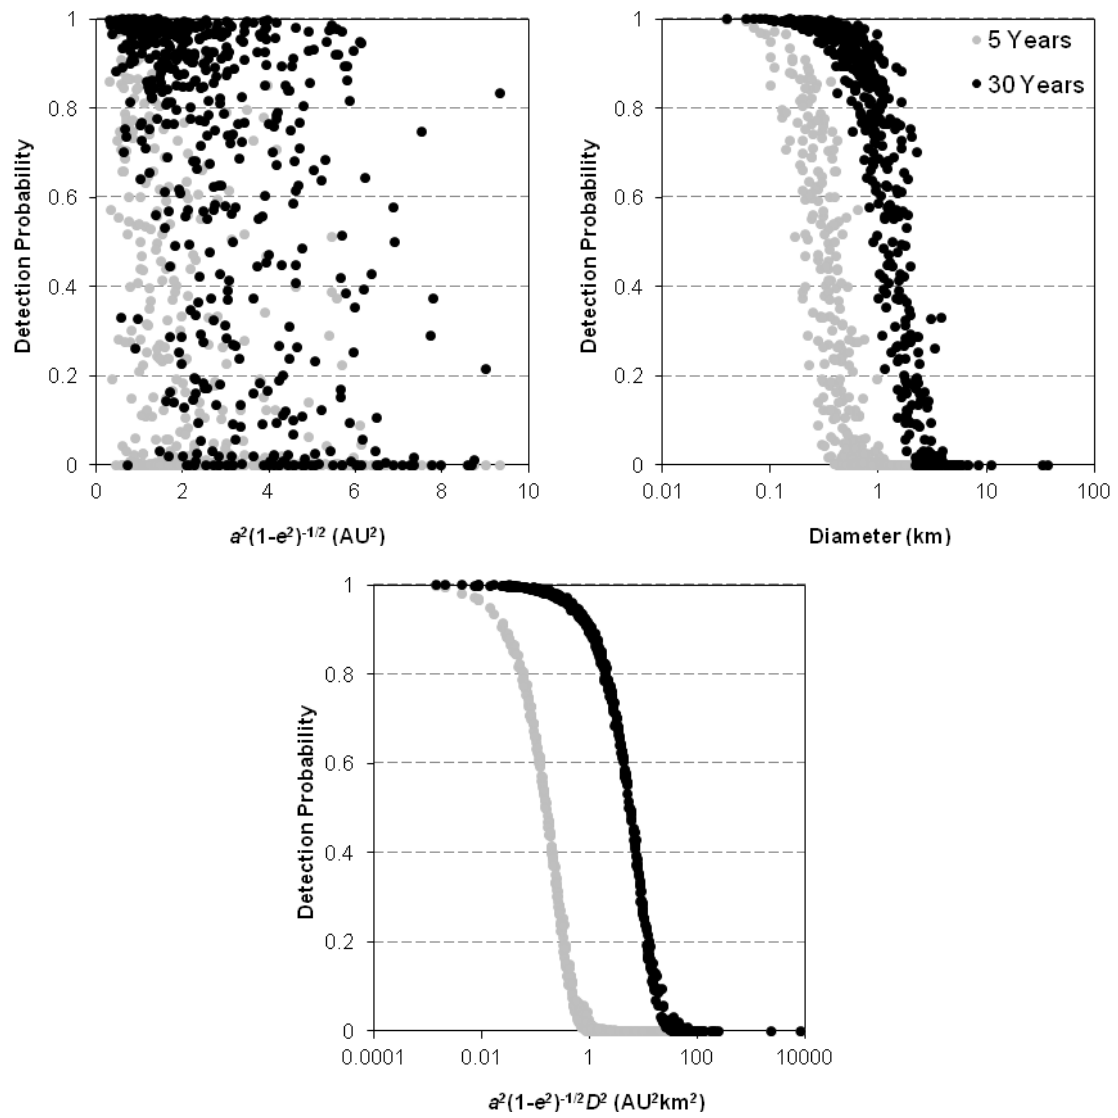 1
0.8
0.6
0.4
0.2
0
Detection Probability
0 2 4 6 8 10
a²(1-e²)⁻¹/² (AU²)
1
0.8
0.6
0.4
0.2
0
Detection Probability
5 Years
30 Years
0.01 0.1 1 10 100
Diameter (km)
1
0.8
0.6
0.4
0.2
0
Detection Probability
0.0001 0.01 1 100 10000
a²(1-e²)⁻¹/²D² (AU²km²)